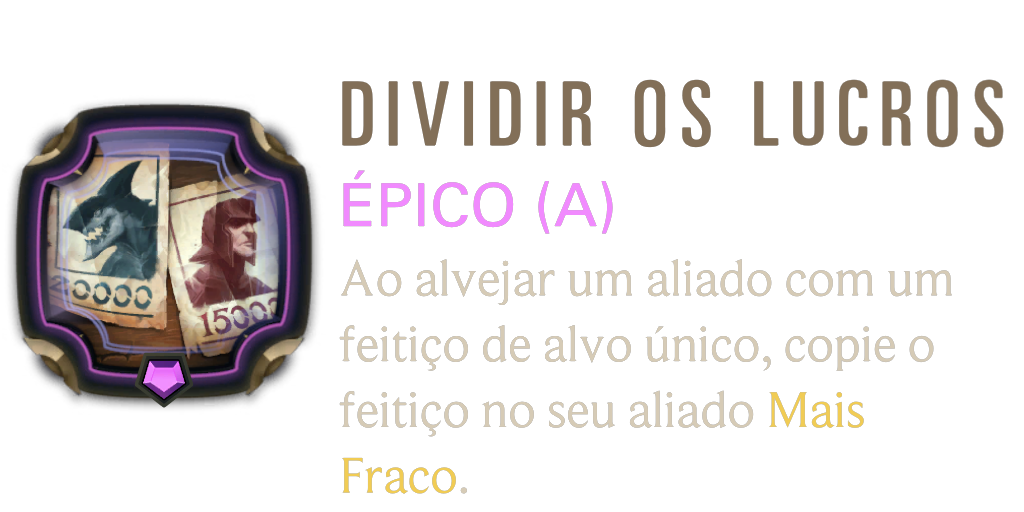 DIVIDIR OS LUCROS
ÉPICO (A)
Ao alvejar um aliado com um
feitiço de alvo único, copie o
feitiço no seu aliado Mais
Fraco.